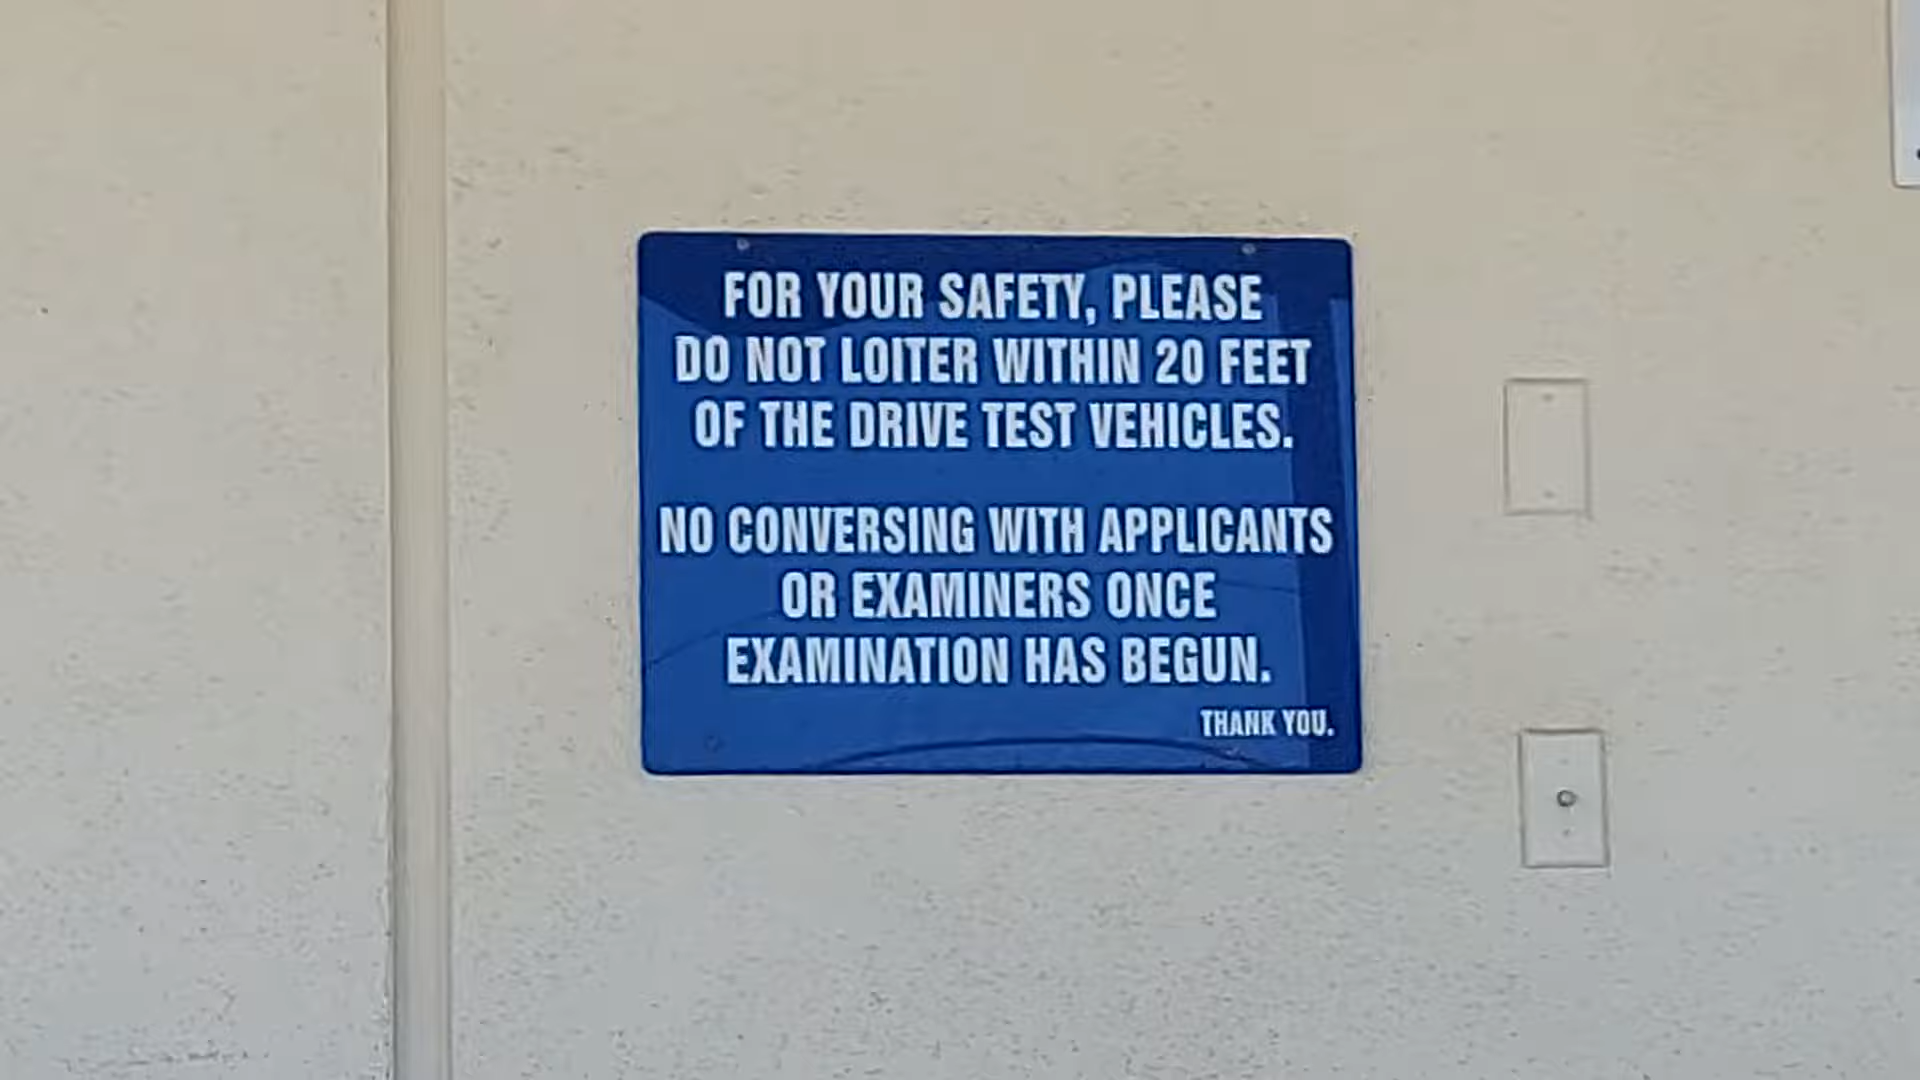 FOR YOUR SAFETY, PLEASE
DO NOT LOITER WITHIN 20 FEET
OF THE DRIVE TEST VEHICLES.
NO CONVERSING WITH APPLICANTS
OR EXAMINERS ONCE
EXAMINATION HAS BEGUN.
THANK YOU.